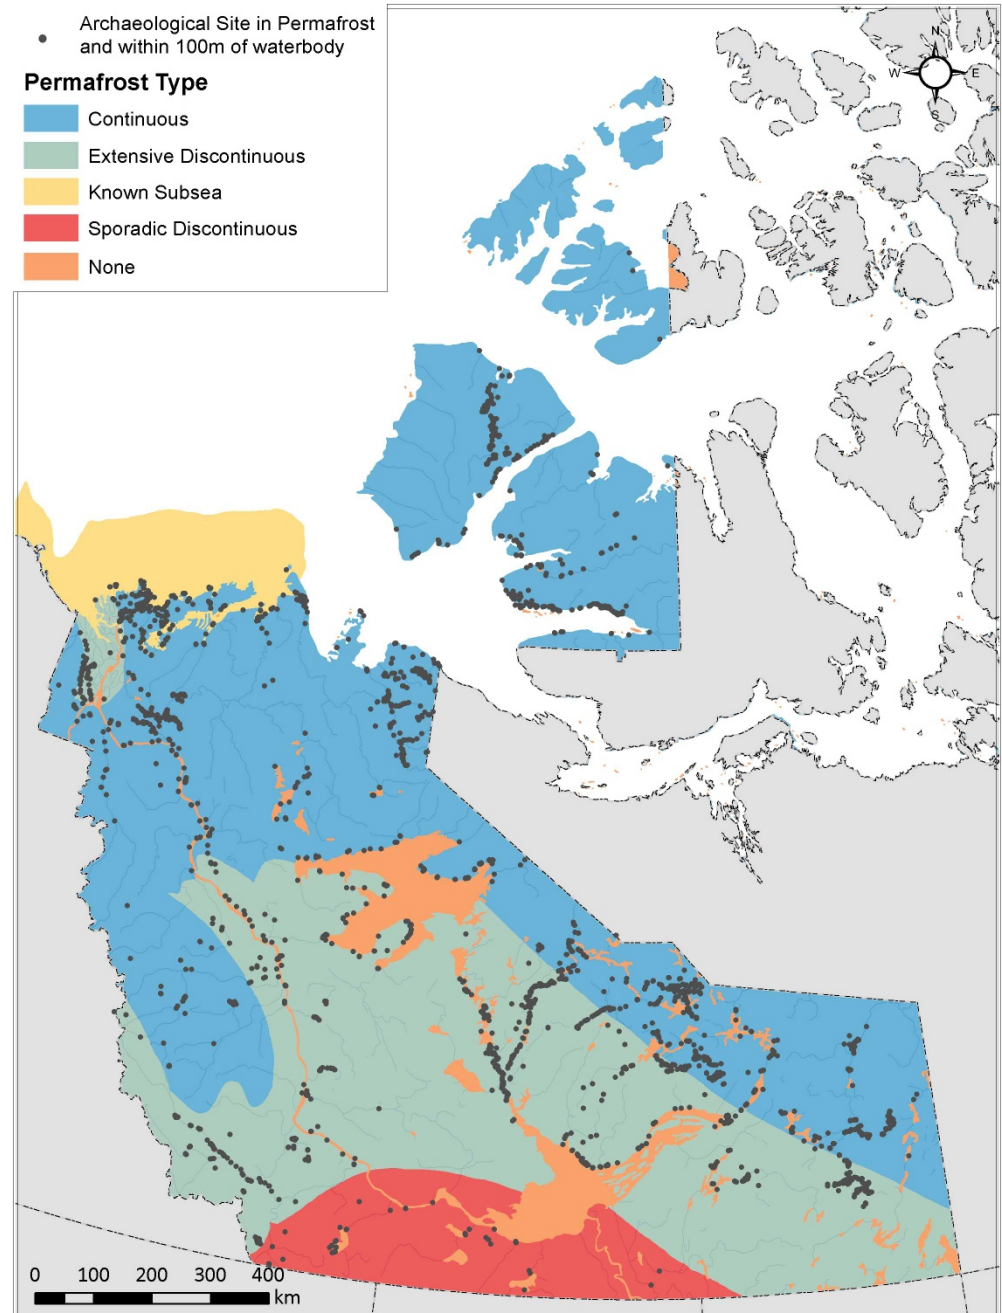 Archaeological Site in Permafrost
and within 100m of waterbody
Permafrost Type
Continuous
Extensive Discontinuous
Known Subsea
Sporadic Discontinuous
None
N
W E
S
0 100 200 300 400
km